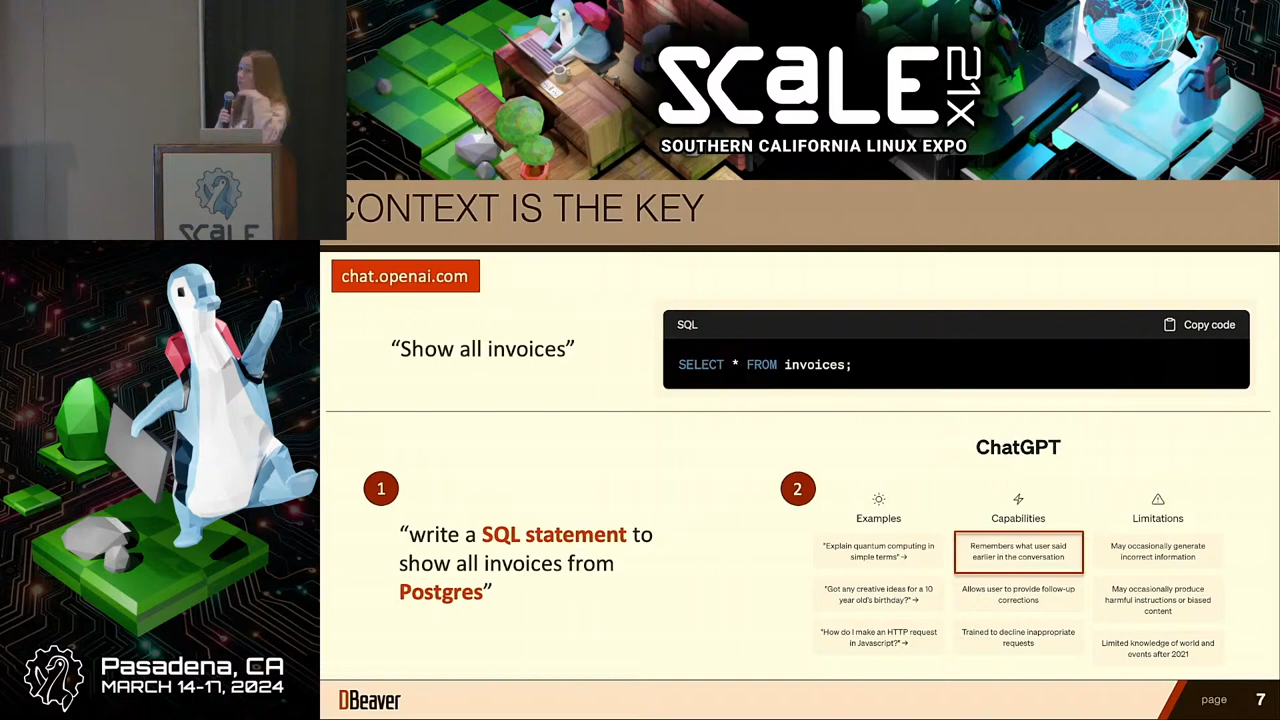 SCaLE 21X
SOUTHERN CALIFORNIA LINUX EXPO
SCaLE
CONTEXT IS THE KEY
chat.openai.com
“Show all invoices”
SQL
Copy code
SELECT * FROM invoices;
1
“write a SQL statement to
show all invoices from
Postgres”
2
ChatGPT
Examples
"Explain quantum computing in
simple terms" →
"Got any creative ideas for a 10
year old's birthday?" →
"How do I make an HTTP request
in Javascript?" →
Capabilities
Remembers what user said
earlier in the conversation
Allows user to provide follow-up
corrections
Trained to decline inappropriate
requests
Limitations
May occasionally generate
incorrect information
May occasionally produce
harmful instructions or biased
content
Limited knowledge of world and
events after 2021
Pasadena, CA
MARCH 14-17, 2024
DBeaver
page 7